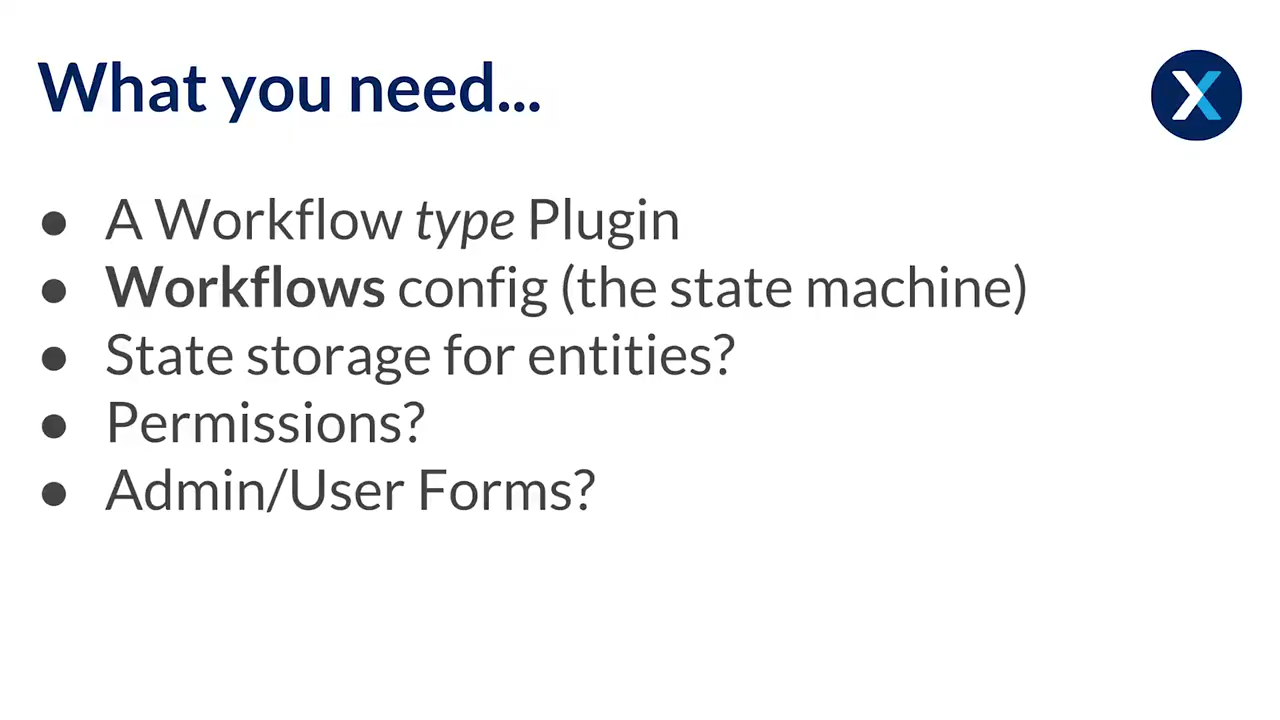 What you need...
● A Workflow type Plugin
● Workflows config (the state machine)
● State storage for entities?
● Permissions?
● Admin/User Forms?